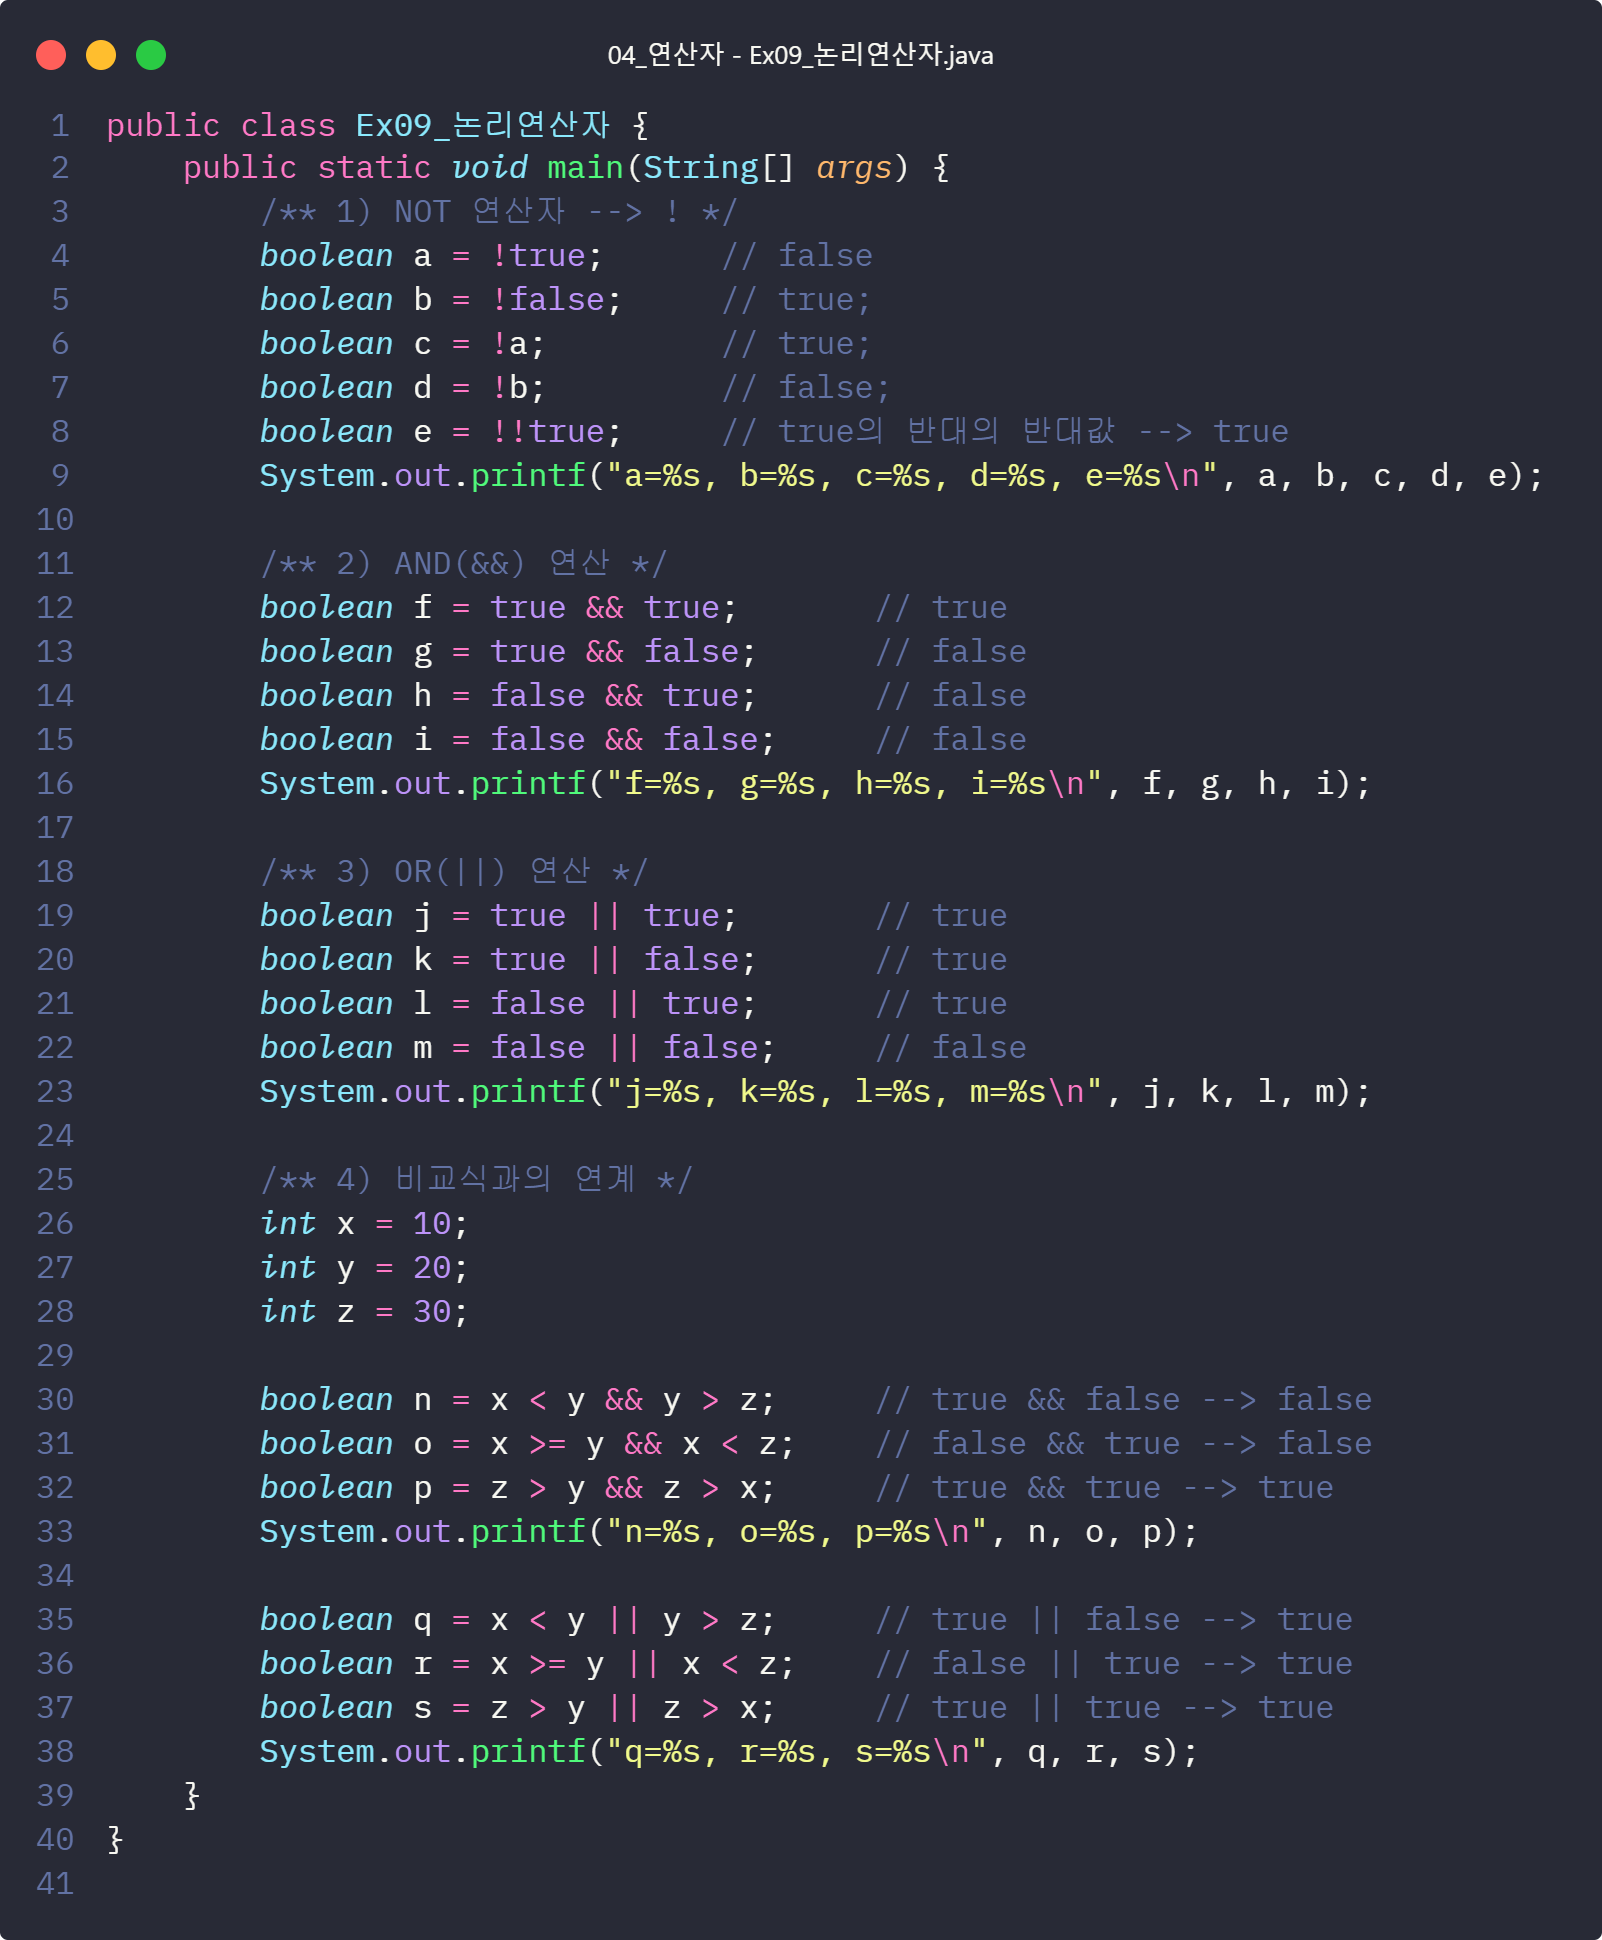 04_연산자 - Ex09_논리연산자.java
1 public class Ex09_논리연산자 {
2     public static void main(String[] args) {
3         /** 1) NOT 연산자 --> ! */
4         boolean a = !true;      // false
5         boolean b = !false;     // true;
6         boolean c = !a;         // true;
7         boolean d = !b;         // false;
8         boolean e = !!true;     // true의 반대의 반대값 --> true
9         System.out.printf("a=%s, b=%s, c=%s, d=%s, e=%s\n", a, b, c, d, e);
10
11         /** 2) AND(&&) 연산 */
12         boolean f = true && true;       // true
13         boolean g = true && false;      // false
14         boolean h = false && true;      // false
15         boolean i = false && false;     // false
16         System.out.printf("f=%s, g=%s, h=%s, i=%s\n", f, g, h, i);
17
18         /** 3) OR(||) 연산 */
19         boolean j = true || true;       // true
20         boolean k = true || false;      // true
21         boolean l = false || true;      // true
22         boolean m = false || false;     // false
23         System.out.printf("j=%s, k=%s, l=%s, m=%s\n", j, k, l, m);
24
25         /** 4) 비교식과의 연계 */
26         int x = 10;
27         int y = 20;
28         int z = 30;
29
30         boolean n = x < y && y > z;     // true && false --> false
31         boolean o = x >= y && x < z;    // false && true --> false
32         boolean p = z > y && z > x;     // true && true --> true
33         System.out.printf("n=%s, o=%s, p=%s\n", n, o, p);
34
35         boolean q = x < y || y > z;     // true || false --> true
36         boolean r = x >= y || x < z;    // false || true --> true
37         boolean s = z > y || z > x;     // true || true --> true
38         System.out.printf("q=%s, r=%s, s=%s\n", q, r, s);
39     }
40 }
41